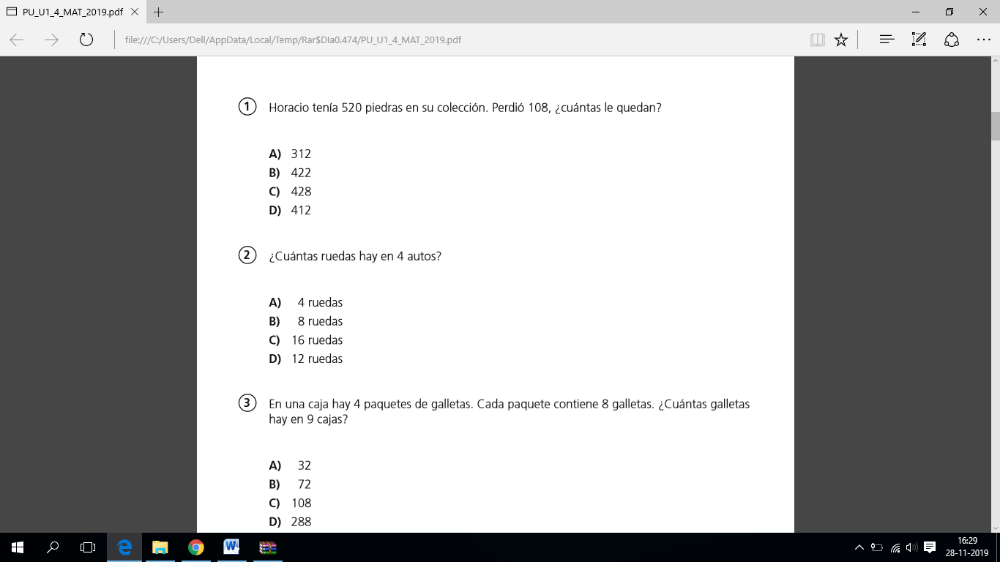 PU_U1_4_MAT_2019.pdf
file:///C:/Users/Dell/AppData/Local/Temp/Rar$DIa0.474/PU_U1_4_MAT_2019.pdf
1 Horacio tenía 520 piedras en su colección. Perdió 108, ¿cuántas le quedan?
A) 312
B) 422
C) 428
D) 412
2 ¿Cuántas ruedas hay en 4 autos?
A) 4 ruedas
B) 8 ruedas
C) 16 ruedas
D) 12 ruedas
3 En una caja hay 4 paquetes de galletas. Cada paquete contiene 8 galletas. ¿Cuántas galletas
hay en 9 cajas?
A) 32
B) 72
C) 108
D) 288
16:29
28-11-2019